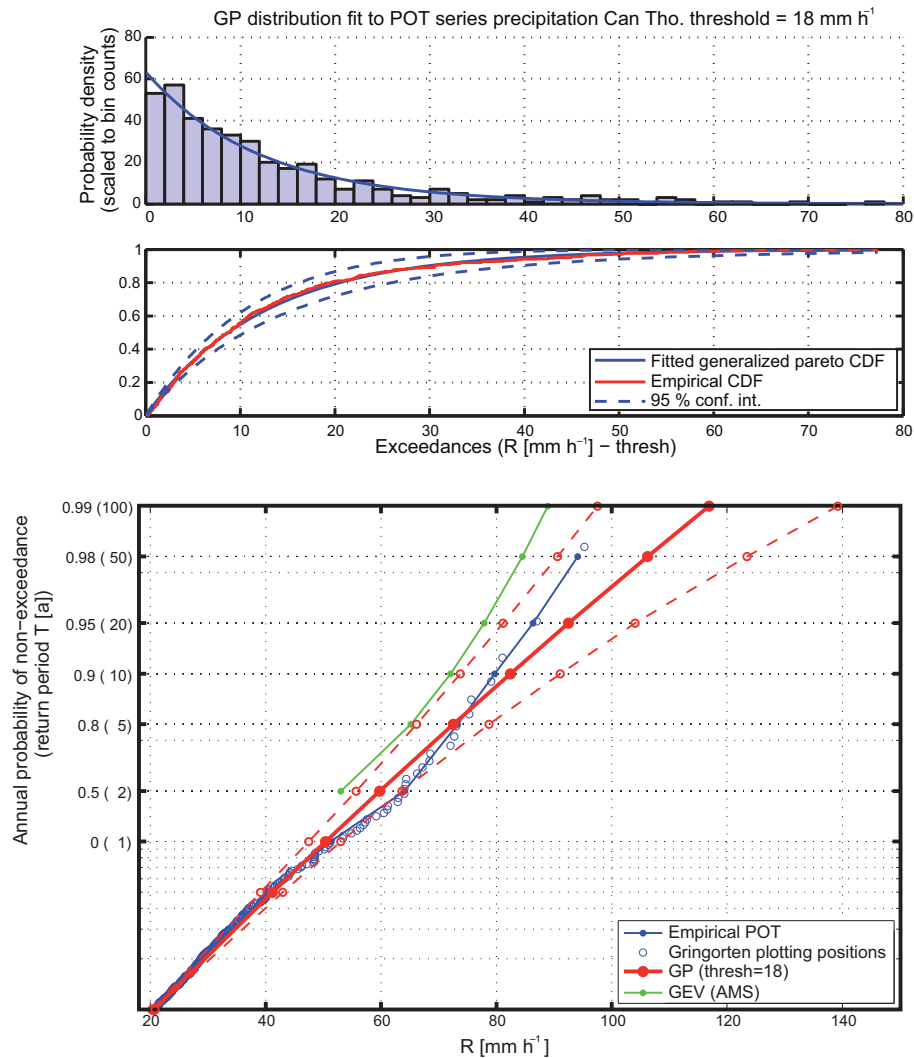 GP distribution fit to POT series precipitation Can Tho. threshold = 18 mm h⁻¹
Probability density
(scaled to bin counts)
80
60
40
20
0
0 10 20 30 40 50 60 70 80
1
0.8
0.6
0.4
0.2
0
Fitted generalized pareto CDF
Empirical CDF
95 % conf. int.
0 10 20 30 40 50 60 70 80
Exceedances (R [mm h⁻¹] − thresh)
Annual probability of non−exceedance
(return period T [a])
0.99 (100)
0.98 ( 50)
0.95 ( 20)
0.9 ( 10)
0.8 ( 5)
0.5 ( 2)
0 ( 1)
Empirical POT
Gringorten plotting positions
GP (thresh=18)
GEV (AMS)
20 40 60 80 100 120 140
R [mm h⁻¹]